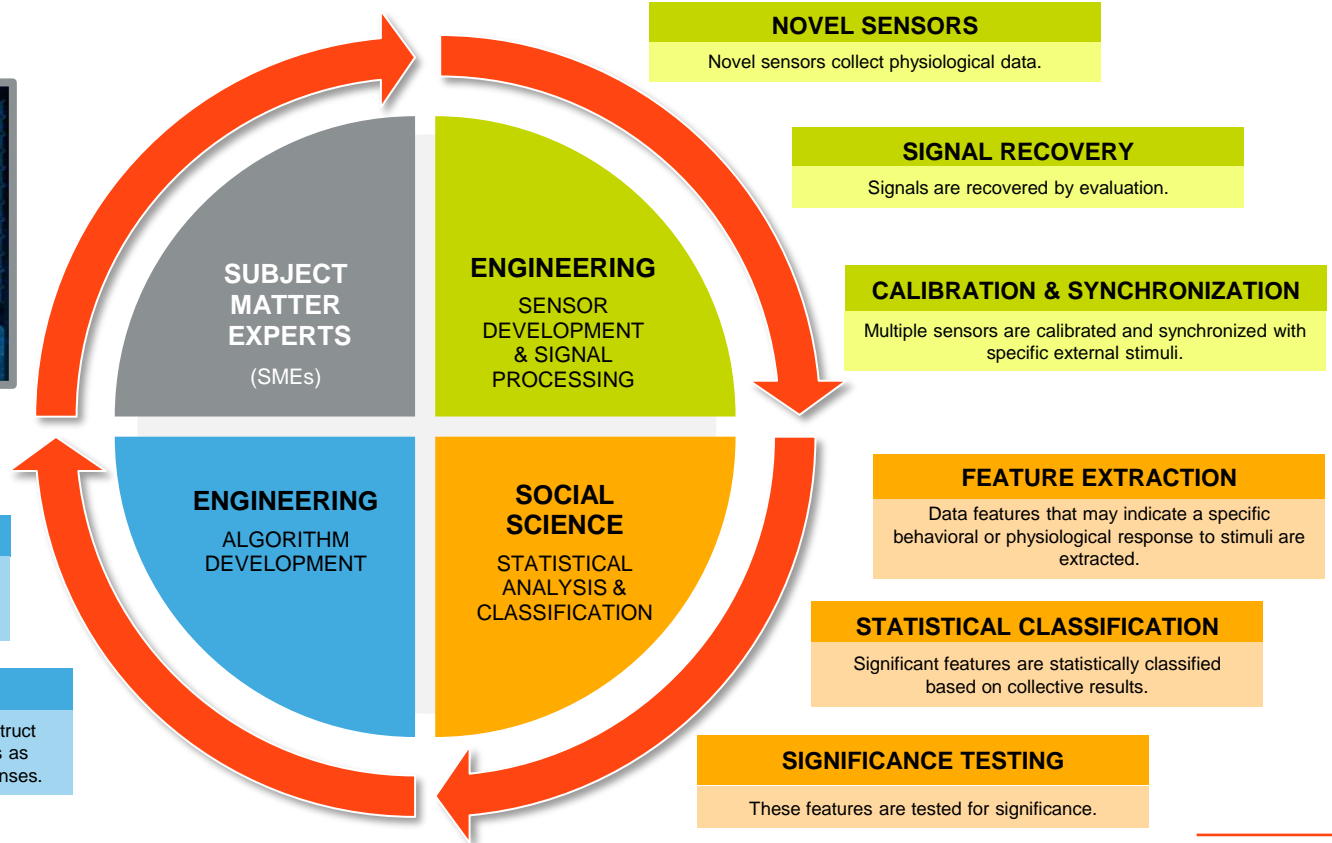 NOVEL SENSORS
Novel sensors collect physiological data.
SIGNAL RECOVERY
Signals are recovered by evaluation.
CALIBRATION & SYNCHRONIZATION
Multiple sensors are calibrated and synchronized with
specific external stimuli.
SUBJECT
MATTER
EXPERTS
(SMEs)
ENGINEERING
SENSOR
DEVELOPMENT
& SIGNAL
PROCESSING
ENGINEERING
ALGORITHM
DEVELOPMENT
SOCIAL
SCIENCE
STATISTICAL
ANALYSIS &
CLASSIFICATION
FEATURE EXTRACTION
Data features that may indicate a specific
behavioral or physiological response to stimuli are
extracted.
STATISTICAL CLASSIFICATION
Significant features are statistically classified
based on collective results.
SIGNIFICANCE TESTING
These features are tested for significance.
as